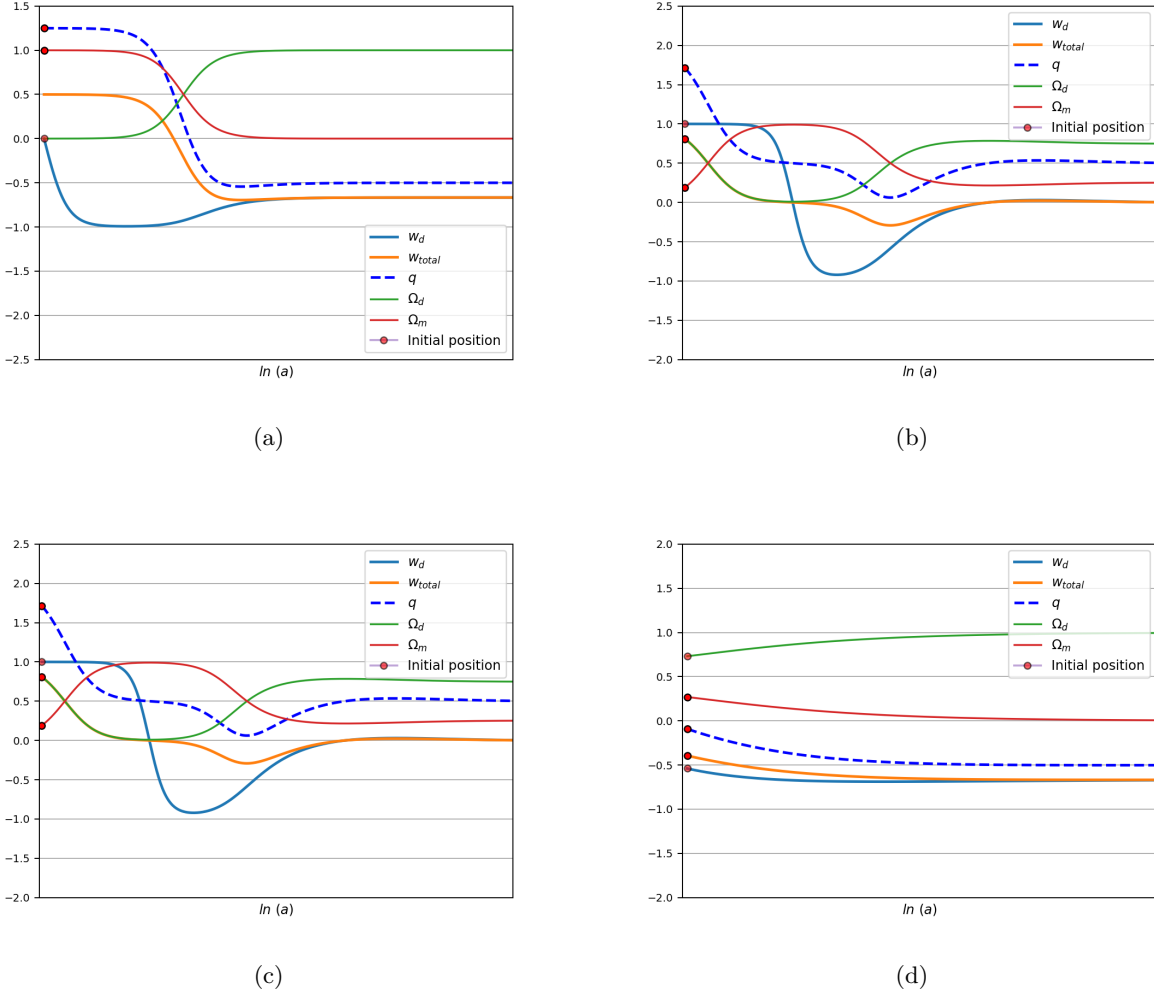 1.5
1.0
0.5
0.0
−0.5
−1.0
−1.5
−2.0
−2.5
w_d
w_total
q
Ω_d
Ω_m
Initial position
ln (a)
(a)
2.5
2.0
1.5
1.0
0.5
0.0
−0.5
−1.0
−1.5
−2.0
w_d
w_total
q
Ω_d
Ω_m
Initial position
ln (a)
(b)
2.5
2.0
1.5
1.0
0.5
0.0
−0.5
−1.0
−1.5
−2.0
w_d
w_total
q
Ω_d
Ω_m
Initial position
ln (a)
(c)
2.0
1.5
1.0
0.5
0.0
−0.5
−1.0
−1.5
−2.0
w_d
w_total
q
Ω_d
Ω_m
Initial position
ln (a)
(d)